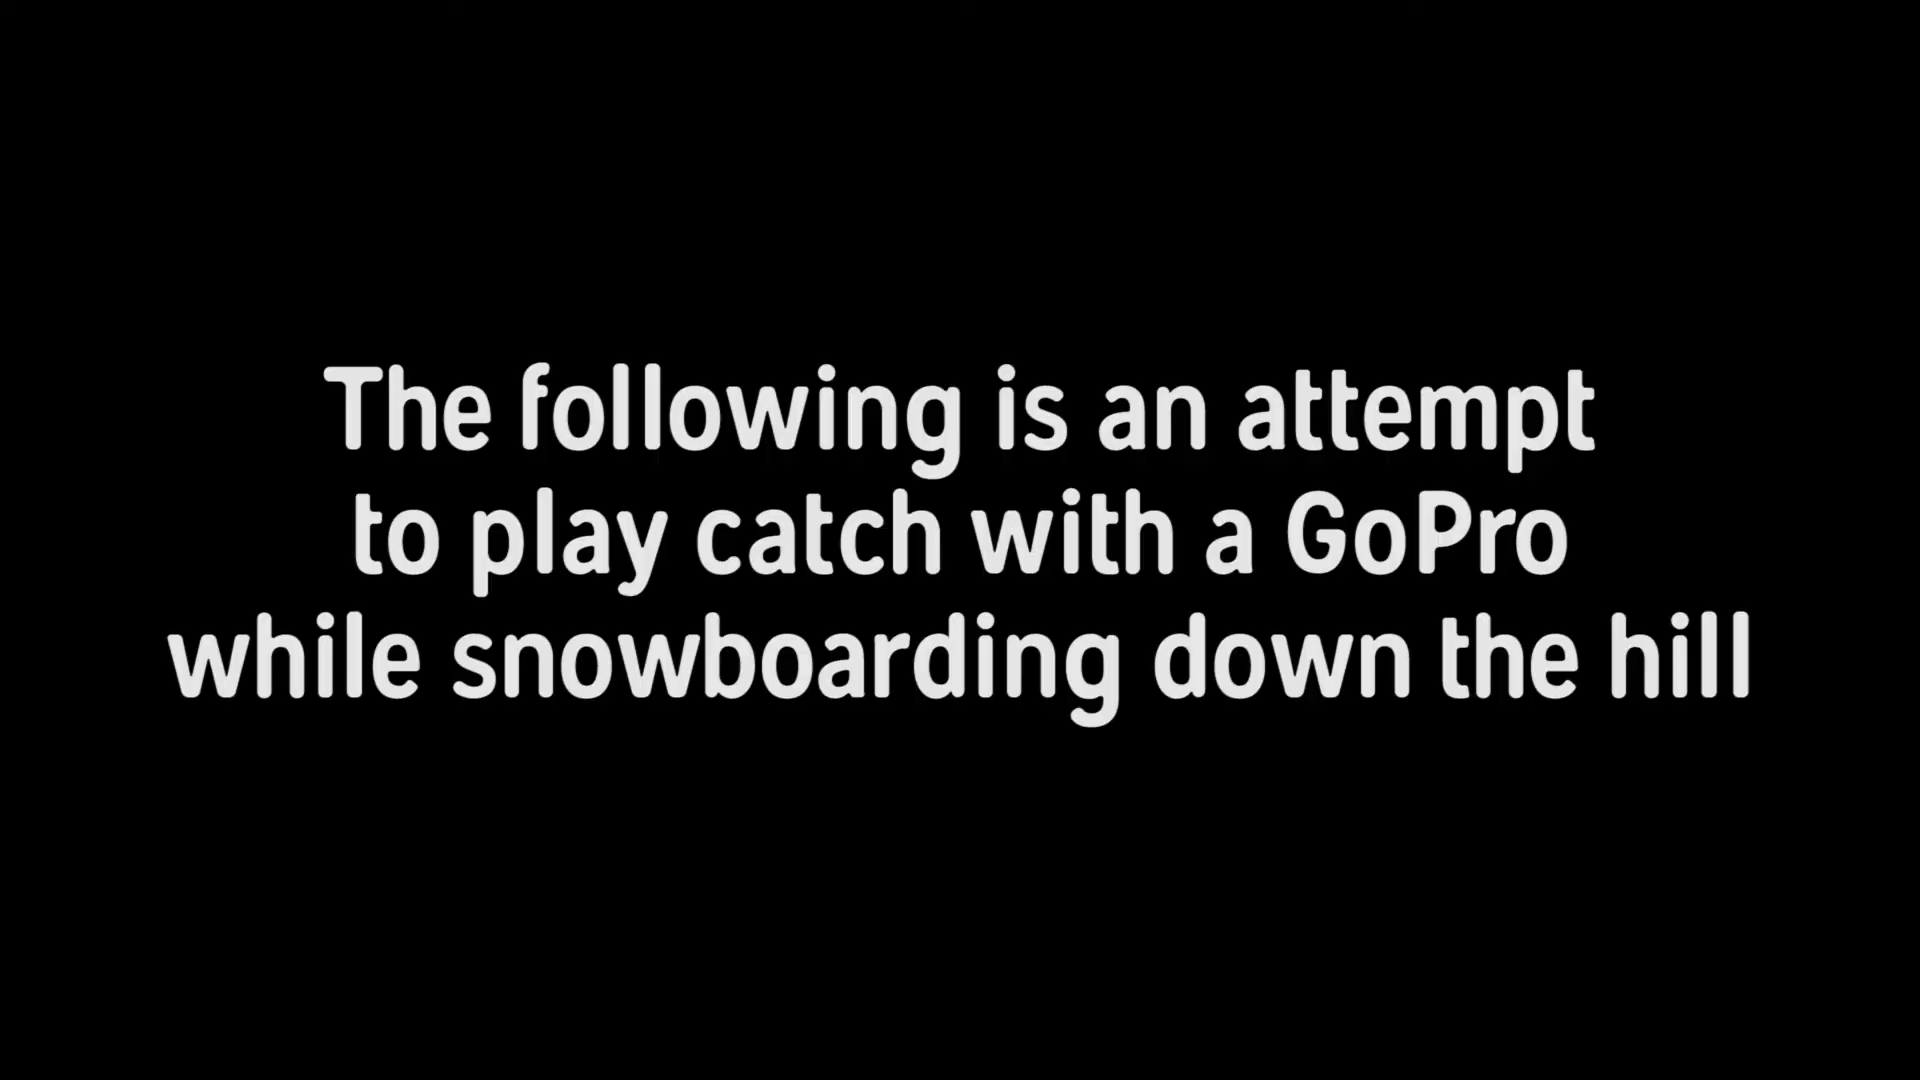 The following is an attempt
to play catch with a GoPro
while snowboarding down the hill